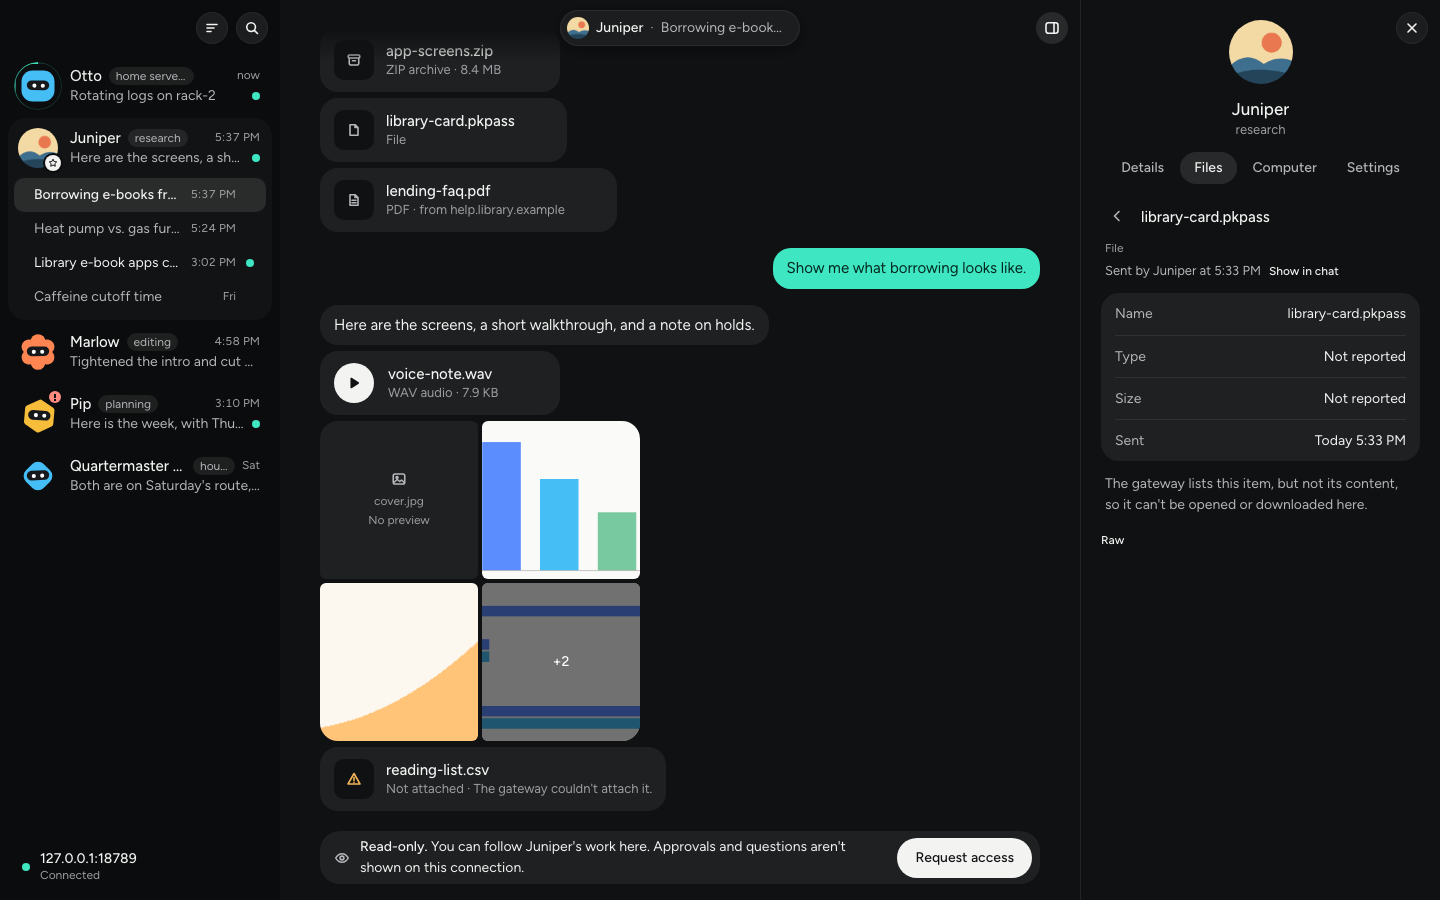 Otto
home serve...
now
Rotating logs on rack-2
Juniper
research
5:37 PM
Here are the screens, a sh...
Borrowing e-books fr...
5:37 PM
Heat pump vs. gas fur...
5:24 PM
Library e-book apps c...
3:02 PM
Caffeine cutoff time
Fri
Marlow
editing
4:58 PM
Tightened the intro and cut ...
Pip
planning
3:10 PM
Here is the week, with Thu...
Quartermaster ...
hou...
Sat
Both are on Saturday's route,...
127.0.0.1:18789
Connected
Juniper · Borrowing e-book...
app-screens.zip
ZIP archive · 8.4 MB
library-card.pkpass
File
lending-faq.pdf
PDF · from help.library.example
Show me what borrowing looks like.
Here are the screens, a short walkthrough, and a note on holds.
voice-note.wav
WAV audio · 7.9 KB
cover.jpg
No preview
+2
reading-list.csv
Not attached · The gateway couldn't attach it.
Read-only. You can follow Juniper's work here. Approvals and questions aren't
shown on this connection.
Request access
Juniper
research
Details
Files
Computer
Settings
library-card.pkpass
File
Sent by Juniper at 5:33 PM
Show in chat
Name
library-card.pkpass
Type
Not reported
Size
Not reported
Sent
Today 5:33 PM
The gateway lists this item, but not its content,
so it can't be opened or downloaded here.
Raw